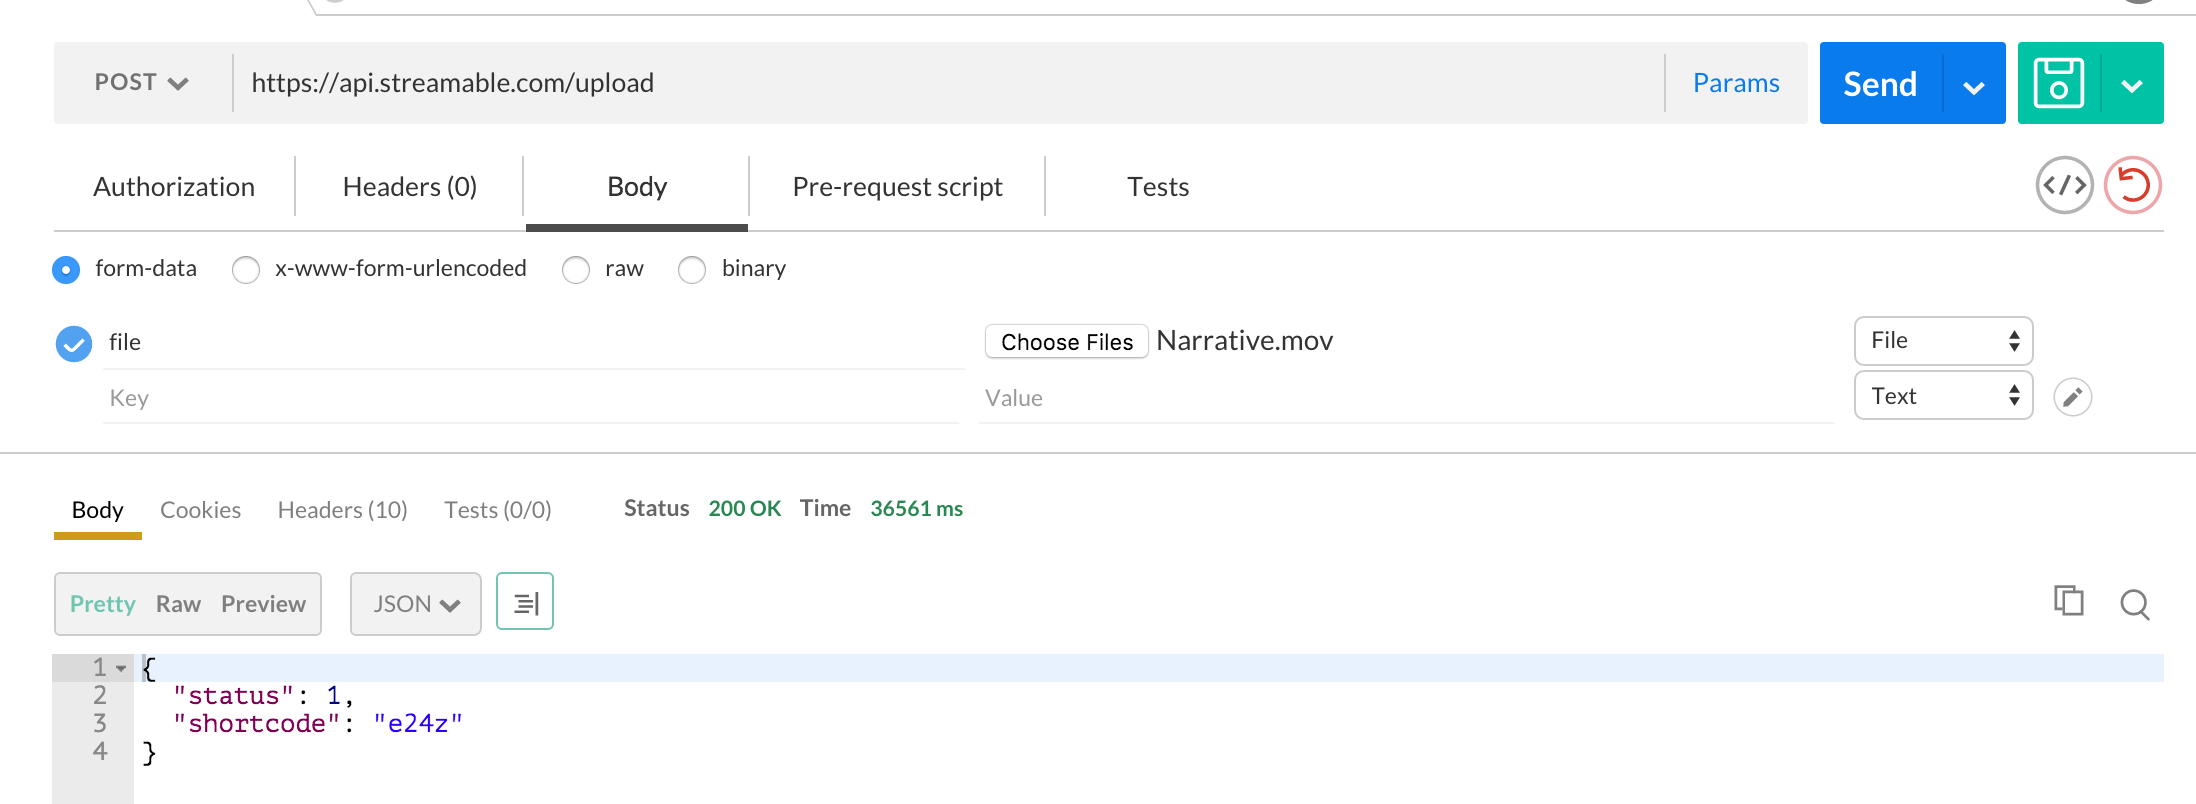 POST https://api.streamable.com/upload Params Send
Authorization Headers (0) Body Pre-request script Tests
form-data x-www-form-urlencoded raw binary
file Choose Files Narrative.mov File
Key Value Text
Body Cookies Headers (10) Tests (0/0) Status 200 OK Time 36561 ms
Pretty Raw Preview JSON
1 {
2 "status": 1,
3 "shortcode": "e24z"
4 }